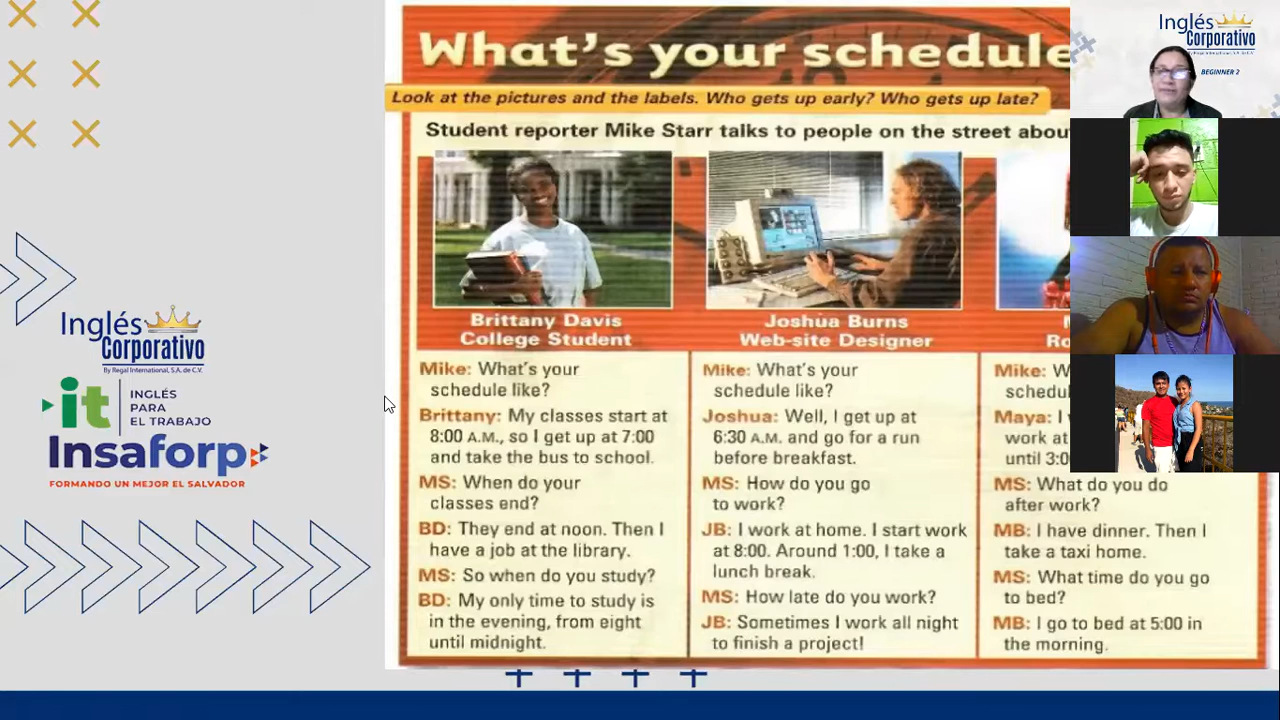 What's your schedule
Look at the pictures and the labels. Who gets up early? Who gets up late?
Student reporter Mike Starr talks to people on the street abou
Brittany Davis
College Student
Joshua Burns
Web-site Designer
M
Ro
Mike: What's your
schedule like?
Brittany: My classes start at
8:00 A.M., so I get up at 7:00
and take the bus to school.
MS: When do your
classes end?
BD: They end at noon. Then I
have a job at the library.
MS: So when do you study?
BD: My only time to study is
in the evening, from eight
until midnight.
Mike: What's your
schedule like?
Joshua: Well, I get up at
6:30 A.M. and go for a run
before breakfast.
MS: How do you go
to work?
JB: I work at home. I start work
at 8:00. Around 1:00, I take a
lunch break.
MS: How late do you work?
JB: Sometimes I work all night
to finish a project!
Mike: W
schedul
Maya: I
work at
until 3:0
MS: What do you do
after work?
MB: I have dinner. Then I
take a taxi home.
MS: What time do you go
to bed?
MB: I go to bed at 5:00 in
the morning.
Inglés
Corporativo
By Regal International, S.A. de C.V.
it
INGLÉS
PARA
EL TRABAJO
Insaforp
FORMANDO UN MEJOR EL SALVADOR
Inglés
Corporativo
By Regal International, S.A. de C.V.
BEGINNER 2